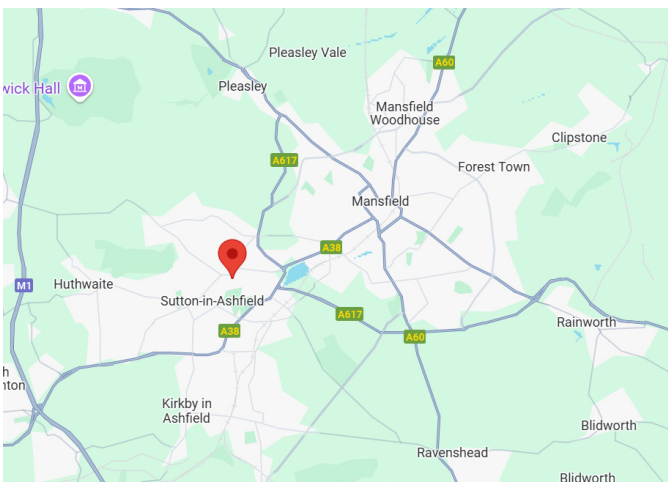 Pleasley Vale
A60
wick Hall
Pleasley
Mansfield
Woodhouse
Clipstone
A617
Forest Town
Mansfield
A38
M1
Huthwaite
Sutton-in-Ashfield
A617
A38
A60
Rainworth
h
nton
Kirkby in
Ashfield
Blidworth
Ravenshead
Blidworth